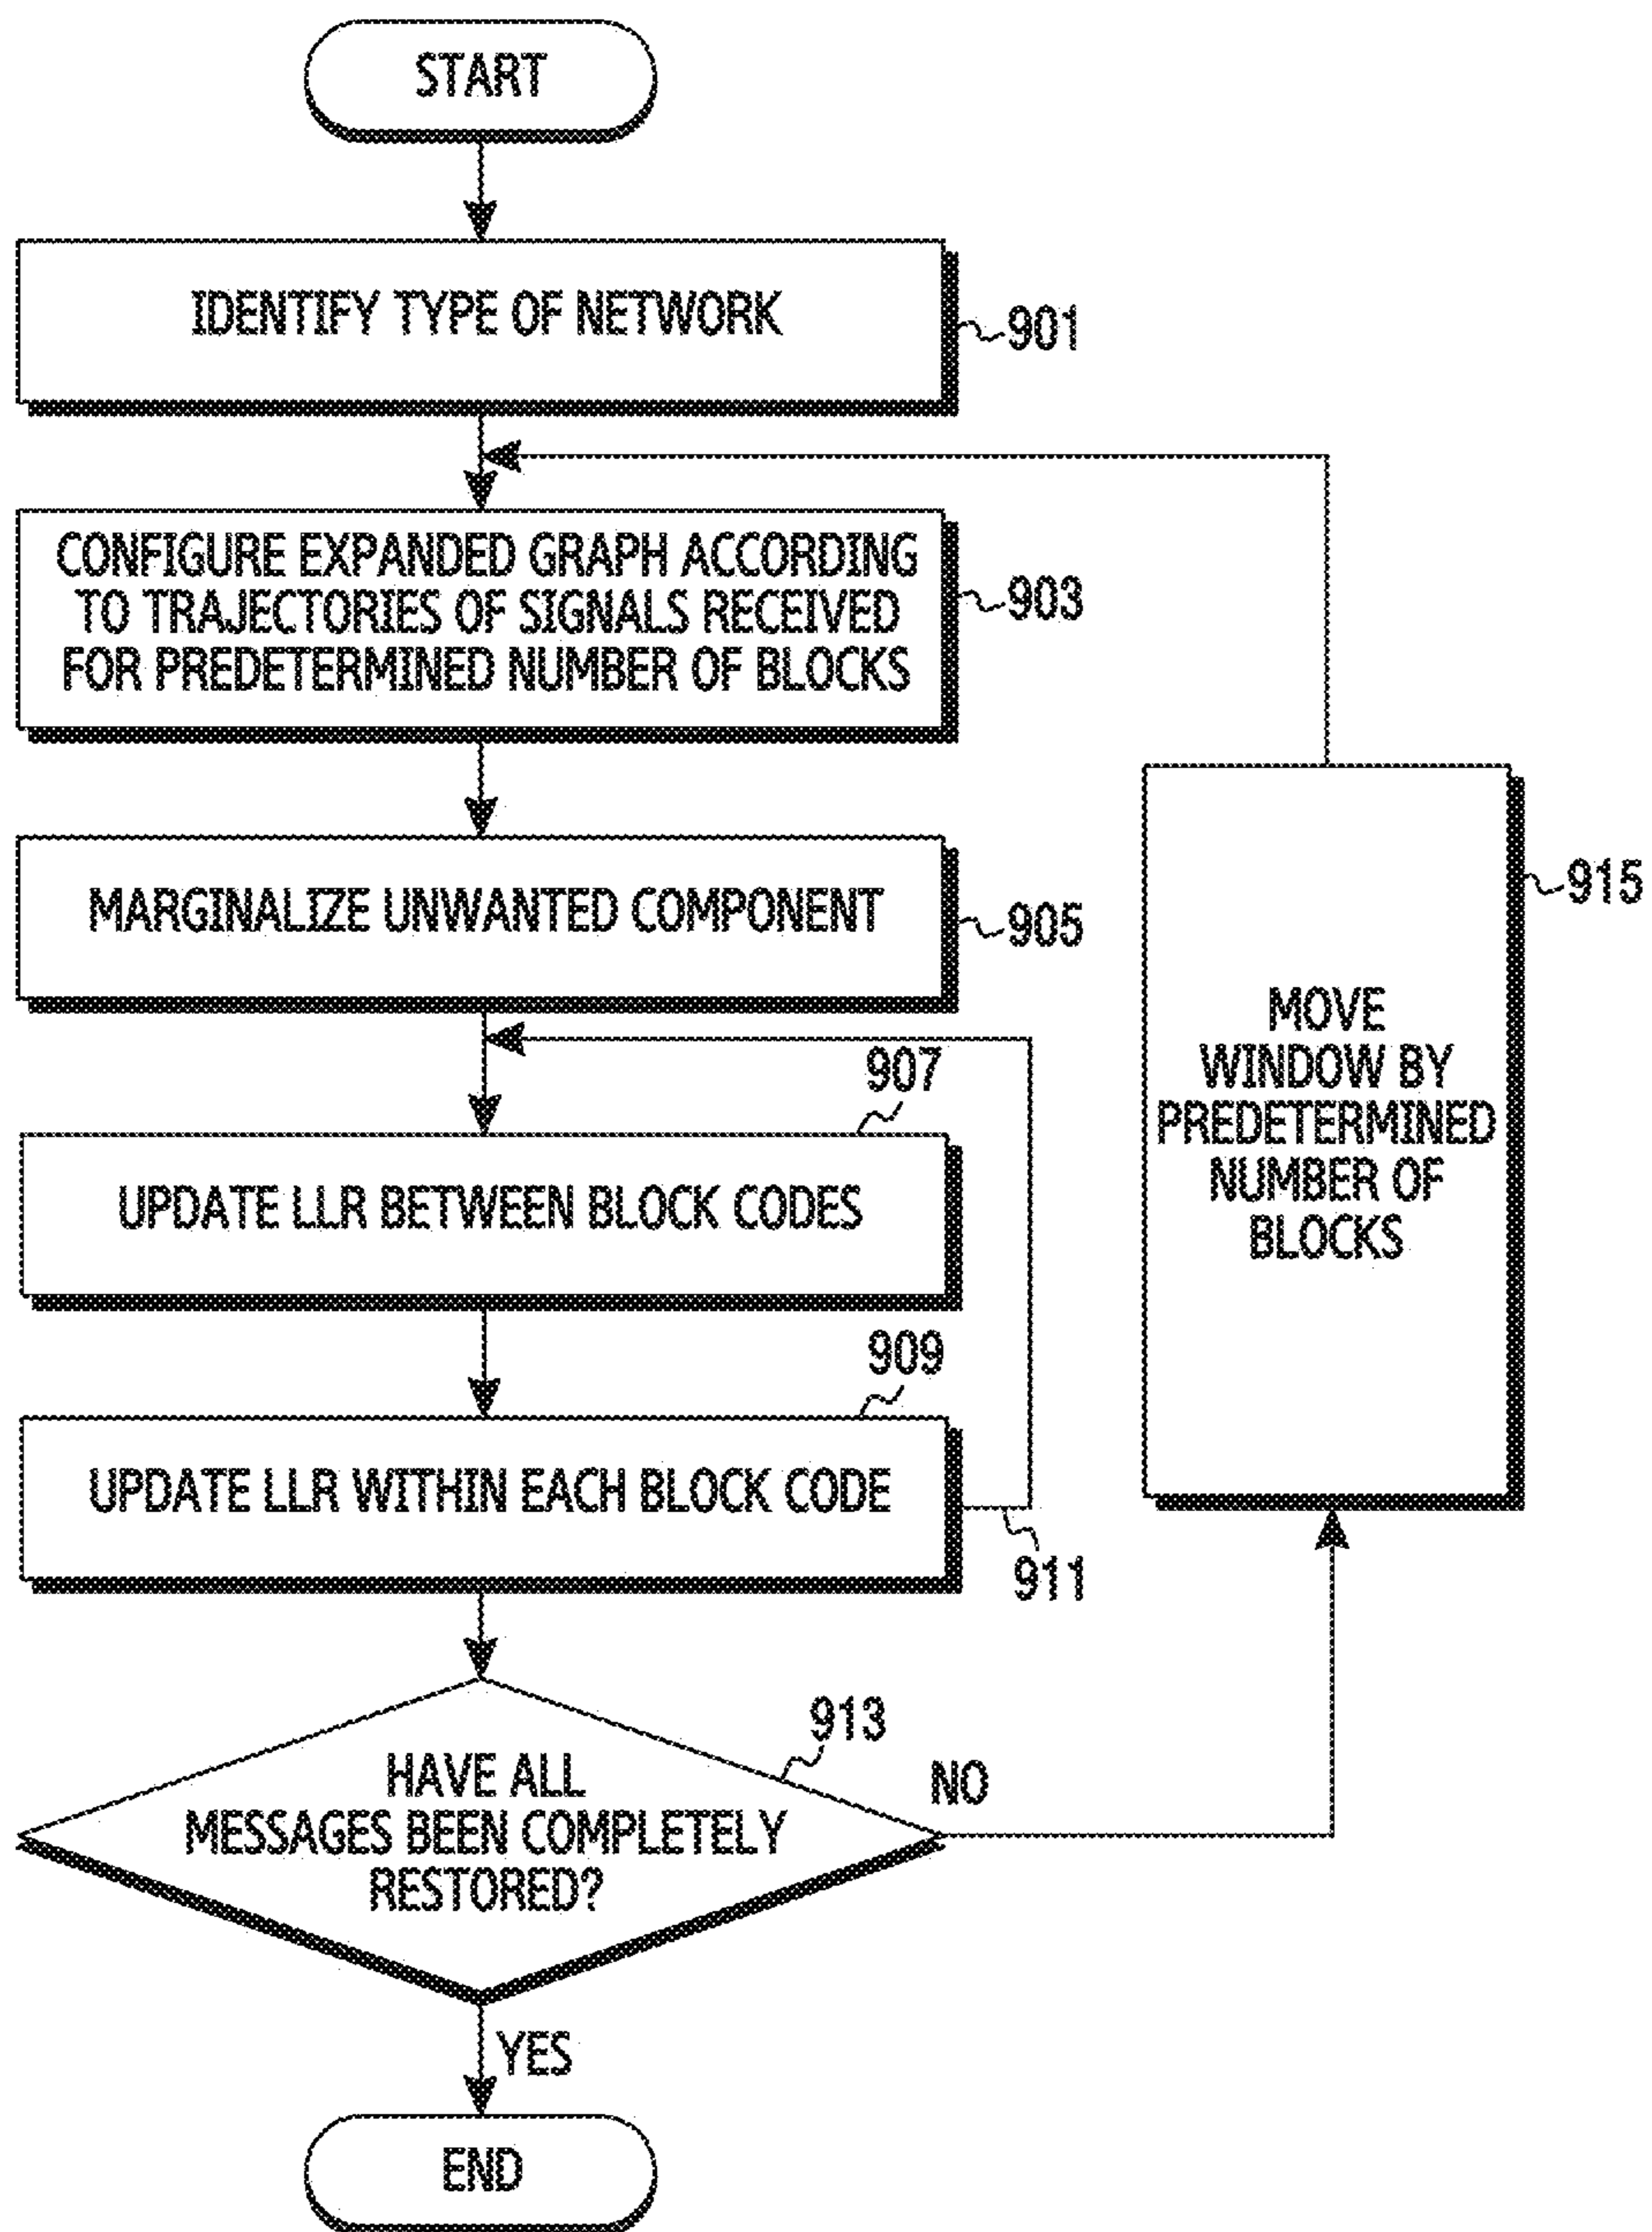 START
IDENTIFY TYPE OF NETWORK
901
CONFIGURE EXPANDED GRAPH ACCORDING
TO TRAJECTORIES OF SIGNALS RECEIVED
FOR PREDETERMINED NUMBER OF BLOCKS
903
MARGINALIZE UNWANTED COMPONENT
905
915
MOVE
WINDOW BY
PREDETERMINED
NUMBER OF
BLOCKS
907
UPDATE LLR BETWEEN BLOCK CODES
909
UPDATE LLR WITHIN EACH BLOCK CODE
911
913
HAVE ALL
MESSAGES BEEN COMPLETELY
RESTORED?
NO
YES
END